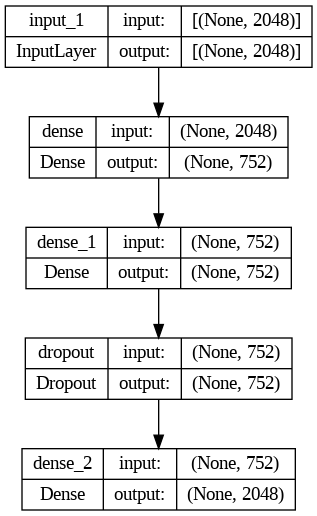 input_1 input: [(None, 2048)]
InputLayer output: [(None, 2048)]
dense input: (None, 2048)
Dense output: (None, 752)
dense_1 input: (None, 752)
Dense output: (None, 752)
dropout input: (None, 752)
Dropout output: (None, 752)
dense_2 input: (None, 752)
Dense output: (None, 2048)